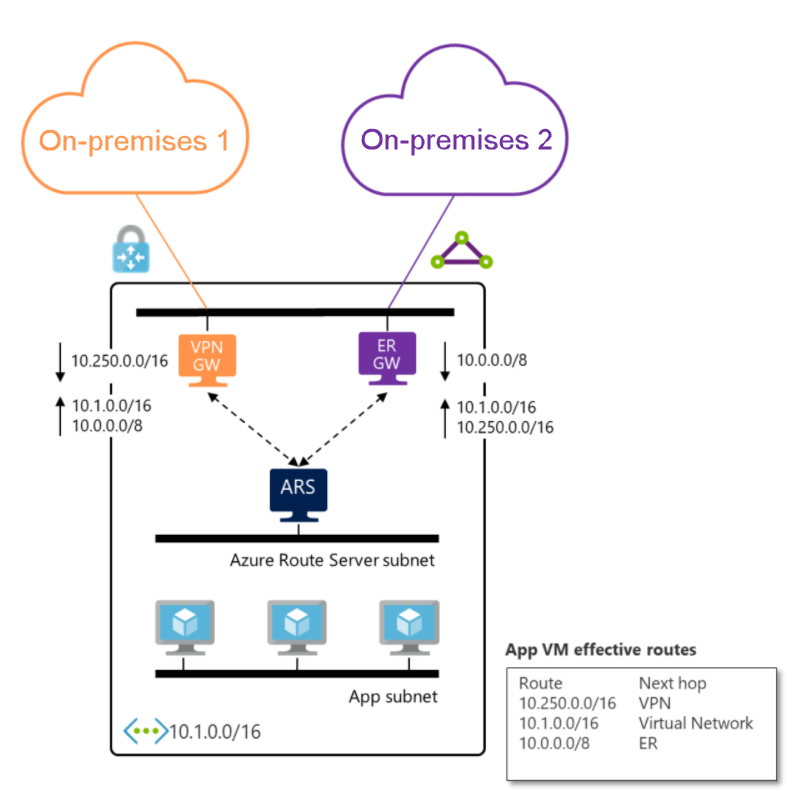 On-premises 1
On-premises 2
VPN
GW
ER
GW
10.250.0.0/16
10.0.0.0/8
10.1.0.0/16
10.0.0.0/8
10.1.0.0/16
10.250.0.0/16
ARS
Azure Route Server subnet
App subnet
10.1.0.0/16
App VM effective routes
Route Next hop
10.250.0.0/16 VPN
10.1.0.0/16 Virtual Network
10.0.0.0/8 ER